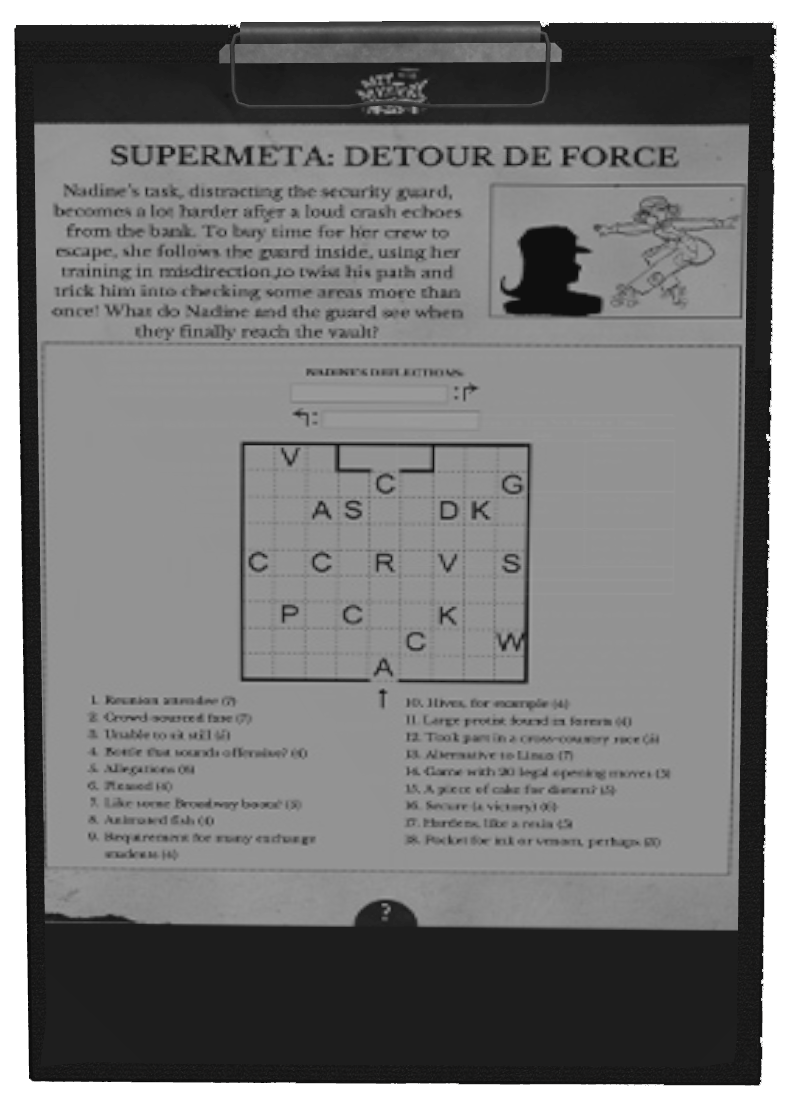 MIT
MYSTERY
SUPERMETA: DETOUR DE FORCE
Nadine's task, distracting the security guard,
becomes a lot harder after a loud crash echoes
from the bank. To buy time for her crew to
escape, she follows the guard inside, using her
training in misdirection to twist his path and
trick him into checking some areas more than
once! What do Nadine and the guard see when
they finally reach the vault?
NADINE'S DEFLECTIONS:
:
:
V
C G
A S D K
C C R V S
P C K
C W
A
1. Reunion attendee (7)
2. Crowd-sourced fare (7)
3. Unable to sit still (5)
4. Bottle that sounds offensive? (4)
5. Allegations (6)
6. Pleased (4)
7. Like some Broadway boots? (5)
8. Animated fish (4)
9. Requirement for many exchange
students (4)
10. Hives, for example (4)
11. Large protist found in forests (4)
12. Took part in a cross-country race (5)
13. Alternative to Linux (7)
14. Game with 20 legal opening moves (5)
15. A piece of cake for dieters? (5)
16. Secure (a victory) (6)
17. Hardens, like a resin (5)
18. Pocket for ink or venom, perhaps (3)
?